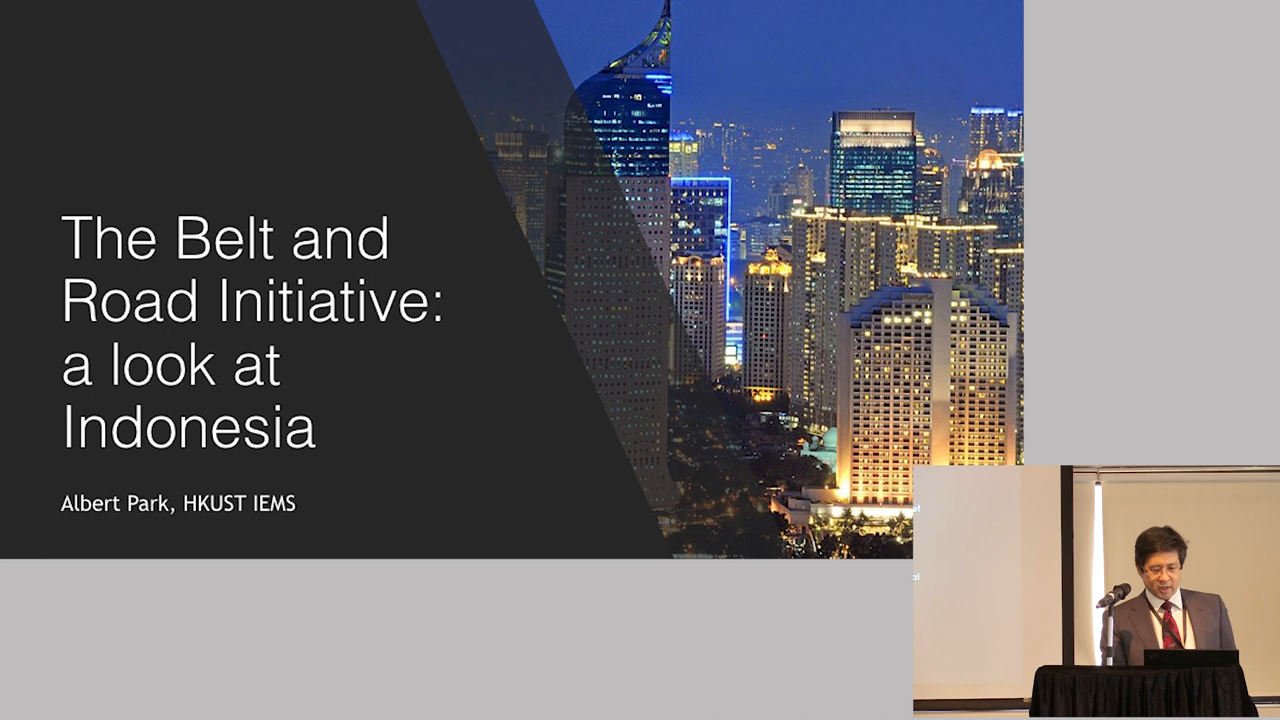 The Belt and
Road Initiative:
a look at
Indonesia
Albert Park, HKUST IEMS